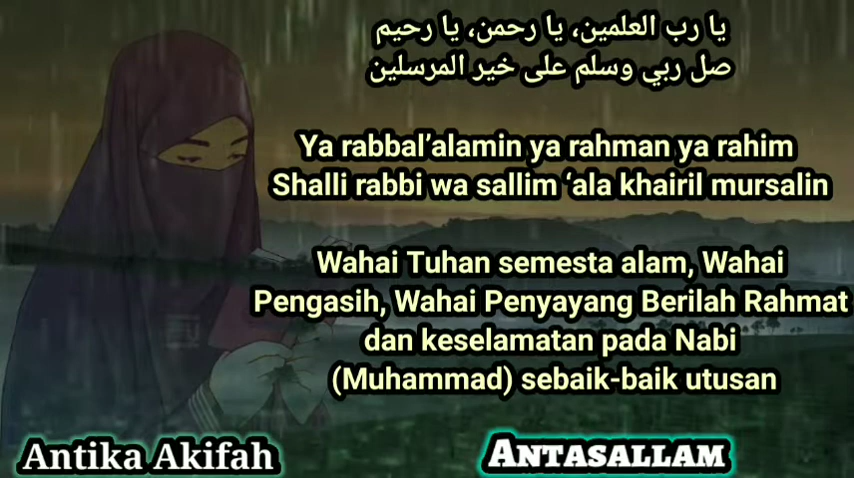 يا رب العلمين، يا رحمن، يا رحيم
صل ربي وسلم على خير المرسلين
Ya rabbal’alamin ya rahman ya rahim
Shalli rabbi wa sallim ‘ala khairil mursalin
Wahai Tuhan semesta alam, Wahai
Pengasih, Wahai Penyayang Berilah Rahmat
dan keselamatan pada Nabi
(Muhammad) sebaik-baik utusan
Antika Akifah
ANTASALLAM